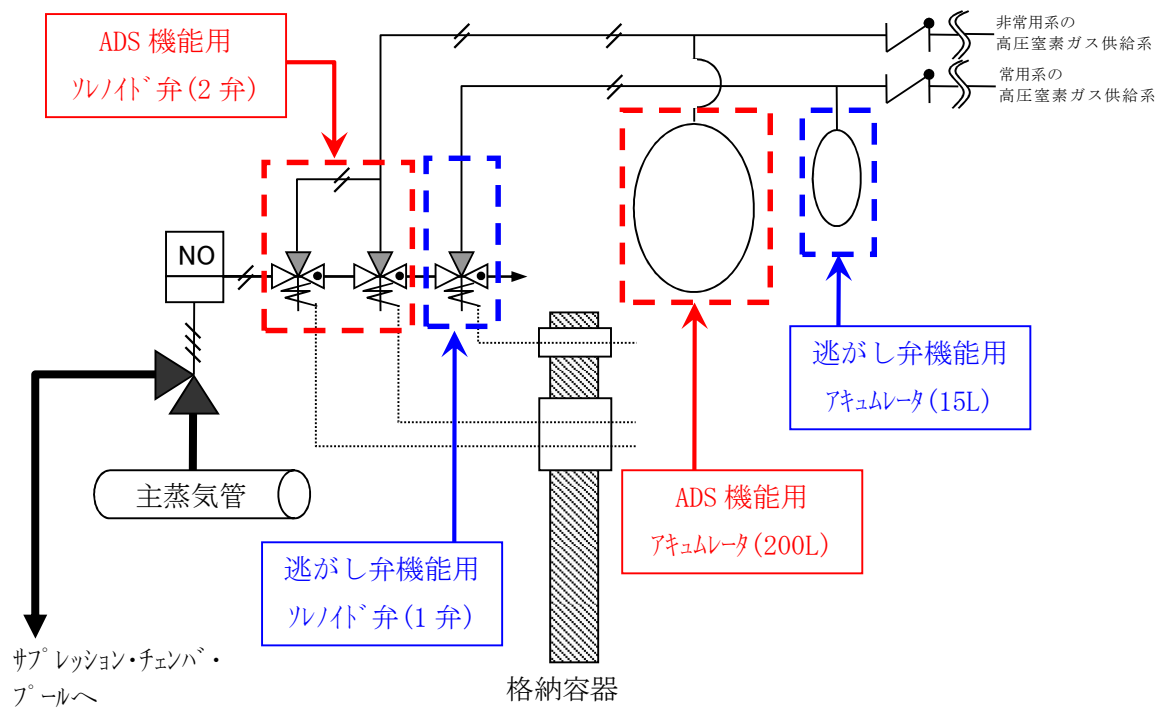 ADS 機能用
ｿﾚﾉｲﾄﾞ弁(2 弁)
非常用系の
高圧窒素ガス供給系
常用系の
高圧窒素ガス供給系
NO
逃がし弁機能用
ｱｷｭﾑﾚｰﾀ(15L)
主蒸気管
ADS 機能用
ｱｷｭﾑﾚｰﾀ(200L)
逃がし弁機能用
ｿﾚﾉｲﾄﾞ弁(1 弁)
ｻﾌﾟﾚｯｼｮﾝ・ﾁｪﾝﾊﾞ・
ﾌﾟｰﾙへ
格納容器